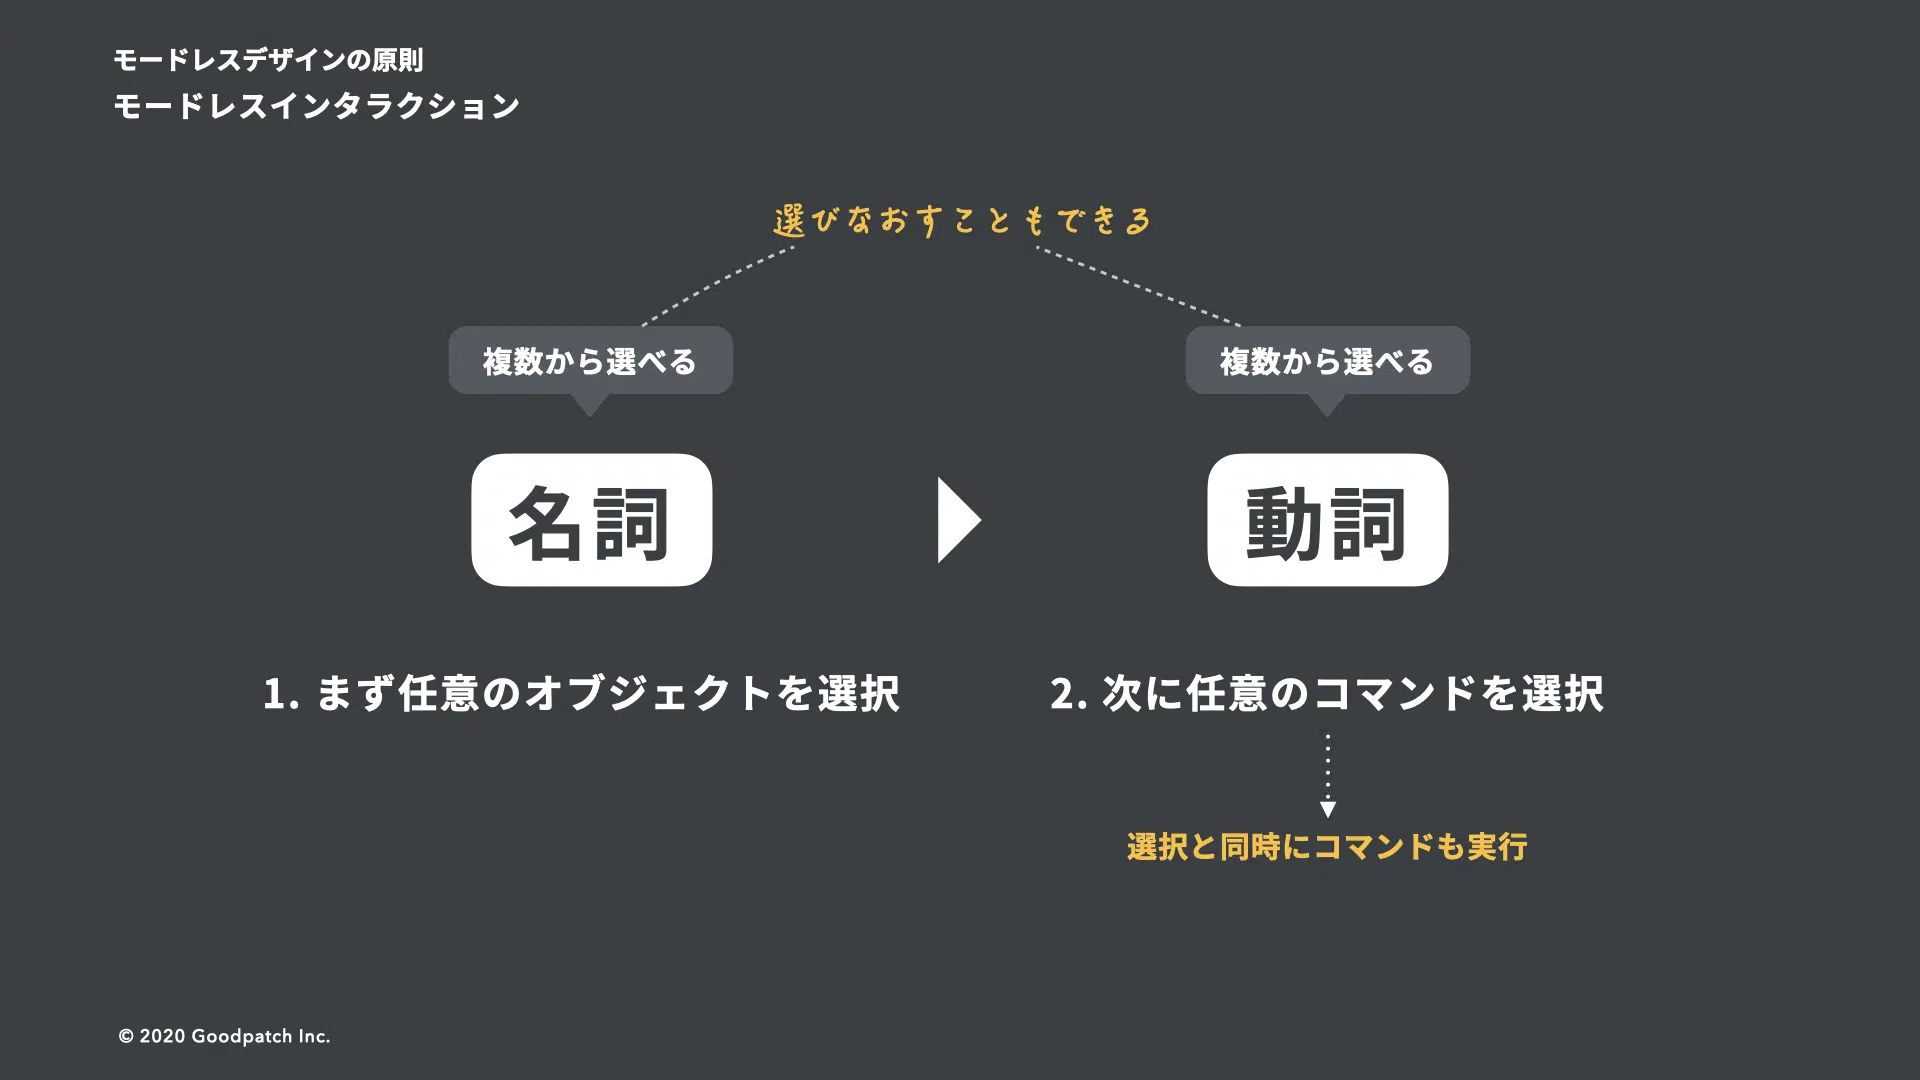 モードレスデザインの原則
モードレスインタラクション
選びなおすこともできる
複数から選べる
複数から選べる
名詞
動詞
1. まず任意のオブジェクトを選択
2. 次に任意のコマンドを選択
選択と同時にコマンドも実行
© 2020 Goodpatch Inc.